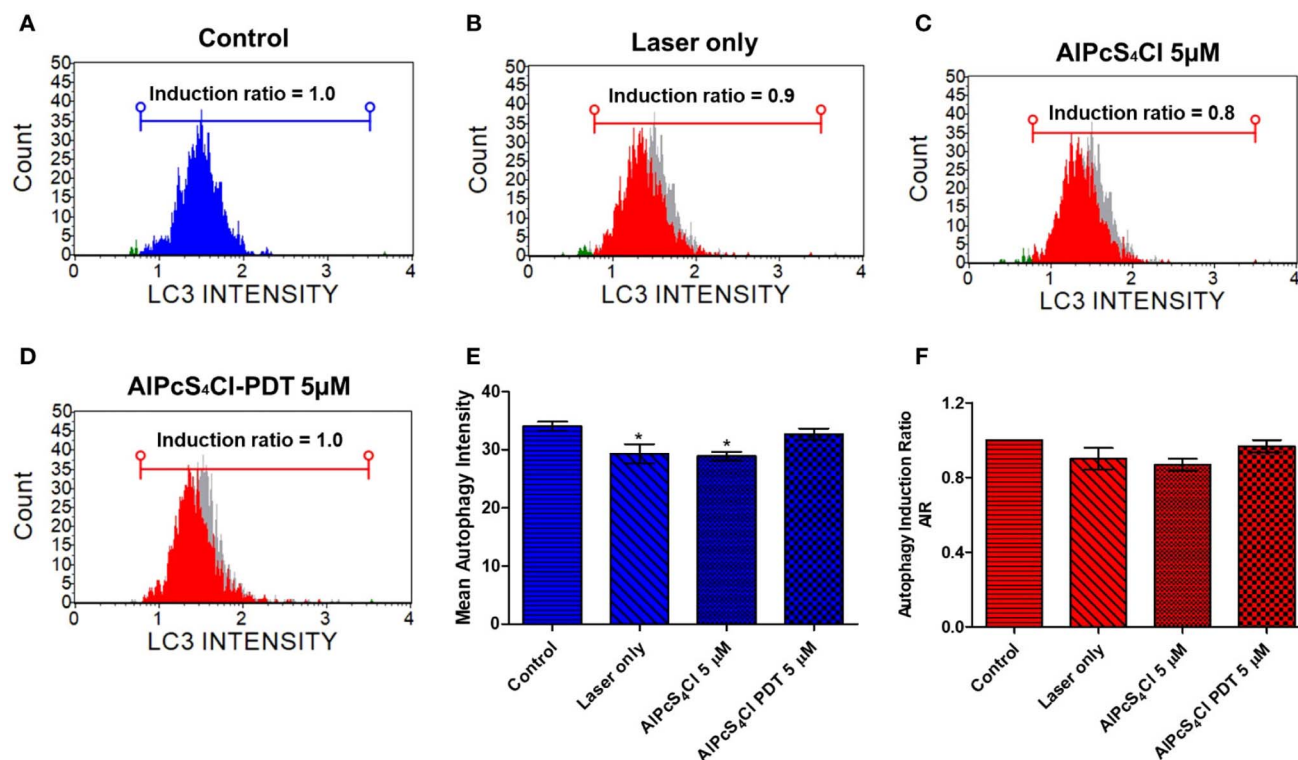 A
Control
50
45
40
35
30
25
20
15
10
5
0
Count
Induction ratio = 1.0
0 1 2 3 4
LC3 INTENSITY
B
Laser only
50
45
40
35
30
25
20
15
10
5
0
Count
Induction ratio = 0.9
0 1 2 3 4
LC3 INTENSITY
C
AlPcS₄Cl 5µM
50
45
40
35
30
25
20
15
10
5
0
Count
Induction ratio = 0.8
0 1 2 3 4
LC3 INTENSITY
D
AlPcS₄Cl-PDT 5µM
50
45
40
35
30
25
20
15
10
5
0
Count
Induction ratio = 1.0
0 1 2 3 4
LC3 INTENSITY
E
Mean Autophagy Intensity
40
30
20
10
0
* *
Control
Laser only
AlPcS₄Cl 5 µM
AlPcS₄Cl PDT 5 µM
F
Autophagy Induction Ratio
AIR
1.2
0.8
0.4
0.0
Control
Laser only
AlPcS₄Cl 5 µM
AlPcS₄Cl PDT 5 µM